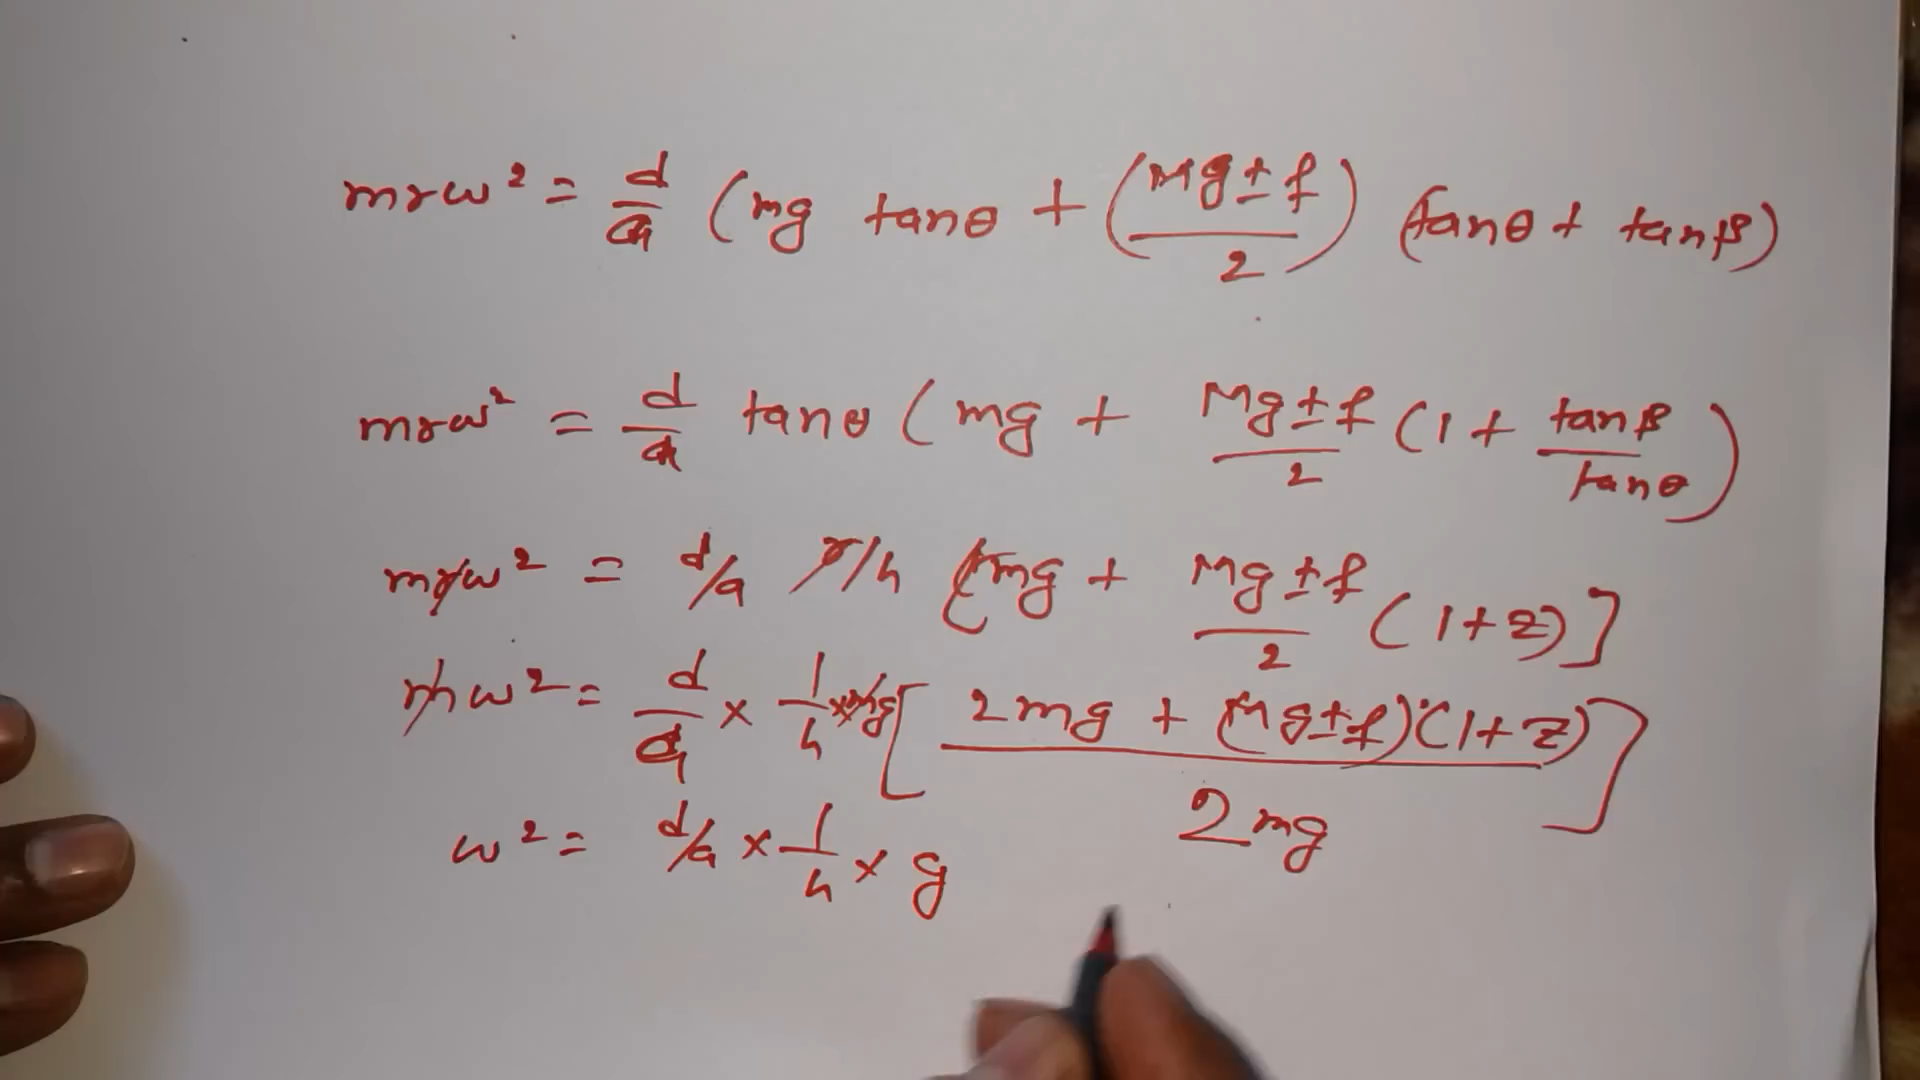 mrω² = d/a (mg tanθ + (Mg±f/2) (tanθ + tanβ)
mrω² = d/a tanθ (mg + Mg±f/2 (1 + tanβ/tanθ)
mrω² = d/a r/h [mg + Mg±f/2 (1+z)]
mω² = d/a × 1/h × mg [2mg + (Mg±f)(1+z)/2mg]
ω² = d/a × 1/h × g